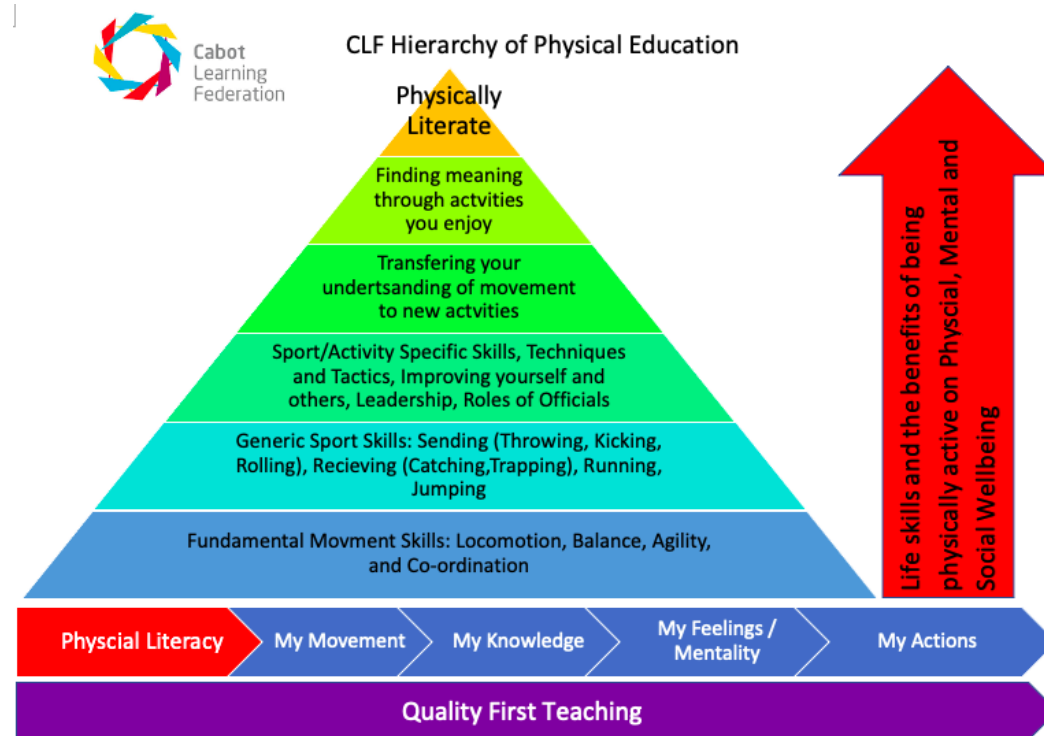 Cabot
Learning
Federation
CLF Hierarchy of Physical Education
Physically
Literate
Finding meaning
through actvities
you enjoy
Transfering your
undertsanding of movement
to new actvities
Sport/Activity Specific Skills, Techniques
and Tactics, Improving yourself and
others, Leadership, Roles of Officials
Generic Sport Skills: Sending (Throwing, Kicking,
Rolling), Recieving (Catching,Trapping), Running,
Jumping
Fundamental Movment Skills: Locomotion, Balance, Agility,
and Co-ordination
Life skills and the benefits of being
physically active on Physcial, Mental and
Social Wellbeing
Physcial Literacy
My Movement
My Knowledge
My Feelings /
Mentality
My Actions
Quality First Teaching